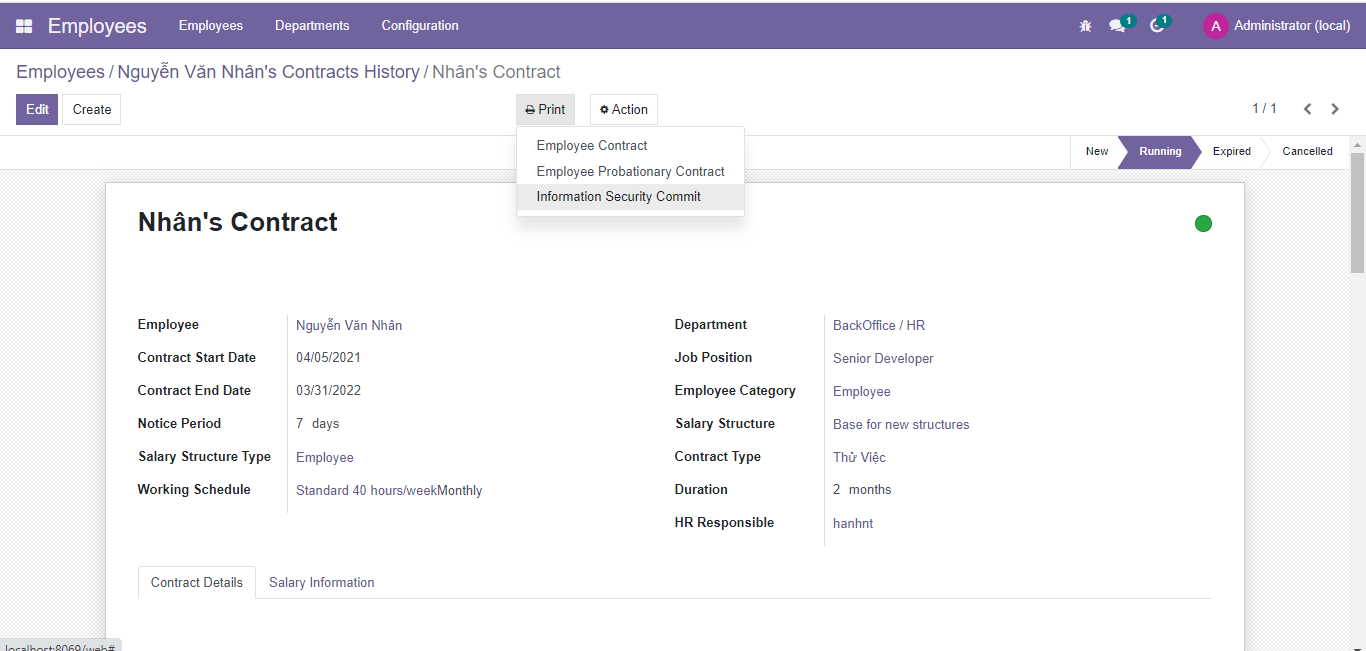 Employees Employees Departments Configuration 1 1 A Administrator (local)
Employees / Nguyễn Văn Nhân's Contracts History / Nhân's Contract
Edit Create Print Action 1 / 1
Employee Contract
Employee Probationary Contract
Information Security Commit
New Running Expired Cancelled
Nhân's Contract
Employee Nguyễn Văn Nhân
Contract Start Date 04/05/2021
Contract End Date 03/31/2022
Notice Period 7 days
Salary Structure Type Employee
Working Schedule Standard 40 hours/weekMonthly
Department BackOffice / HR
Job Position Senior Developer
Employee Category Employee
Salary Structure Base for new structures
Contract Type Thử Việc
Duration 2 months
HR Responsible hanhnt
Contract Details Salary Information
localhost:8069/web#